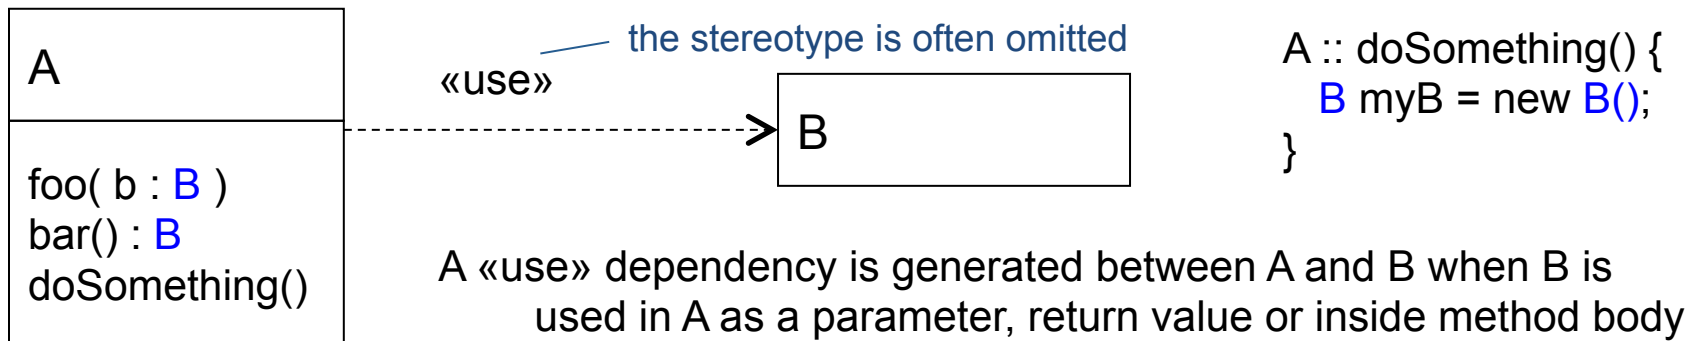 A
foo( b : B )
bar() : B
doSomething()
«use»
the stereotype is often omitted
B
A :: doSomething() {
B myB = new B();
}
A «use» dependency is generated between A and B when B is
used in A as a parameter, return value or inside method body